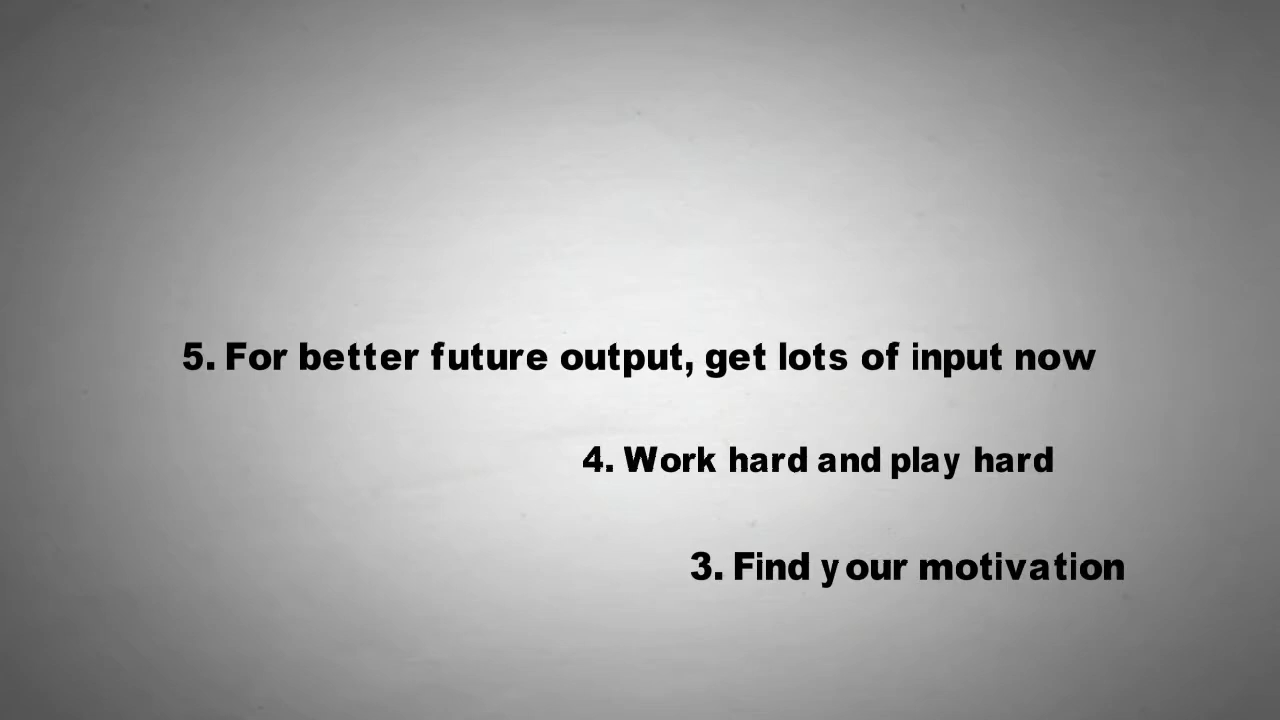 5. For better future output, get lots of input now
4. Work hard and play hard
3. Find your motivation